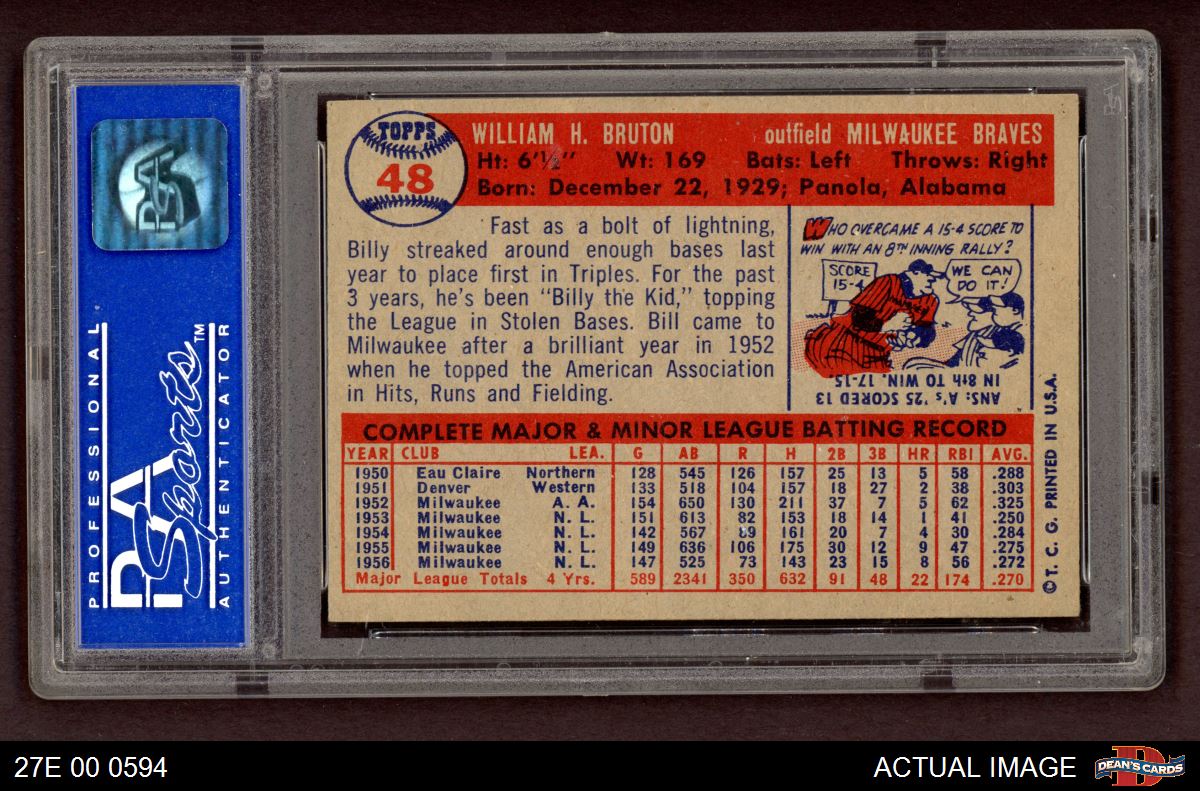 PSA
PROFESSIONAL
PSA Sports™
AUTHENTICATOR
TOPPS
48
WILLIAM H. BRUTON outfield MILWAUKEE BRAVES
Ht: 6'½" Wt: 169 Bats: Left Throws: Right
Born: December 22, 1929; Panola, Alabama
Fast as a bolt of lightning,
Billy streaked around enough bases last
year to place first in Triples. For the past
3 years, he's been "Billy the Kid," topping
the League in Stolen Bases. Bill came to
Milwaukee after a brilliant year in 1952
when he topped the American Association
in Hits, Runs and Fielding.
WHO OVERCAME A 15-4 SCORE TO
WIN WITH AN 8TH INNING RALLY?
SCORE
15-4
WE CAN
DO IT!
ANS: A's '25 SCORED 13
IN 8th TO WIN. 17-15
COMPLETE MAJOR & MINOR LEAGUE BATTING RECORD
YEAR CLUB LEA. G AB R H 2B 3B HR RBI AVG.
1950 Eau Claire Northern 128 545 126 157 25 13 5 58 .288
1951 Denver Western 133 518 104 157 18 27 2 38 .303
1952 Milwaukee A. A. 154 650 130 211 37 7 5 62 .325
1953 Milwaukee N. L. 151 613 82 153 18 14 1 41 .250
1954 Milwaukee N. L. 142 567 89 161 20 7 4 30 .284
1955 Milwaukee N. L. 149 636 106 175 30 12 9 47 .275
1956 Milwaukee N. L. 147 525 73 143 23 15 8 56 .272
Major League Totals 4 Yrs. 589 2341 350 632 91 48 22 174 .270
© T. C. G. PRINTED IN U.S.A.
PSA
27E 00 0594
ACTUAL IMAGE
D
DEAN'S CARDS